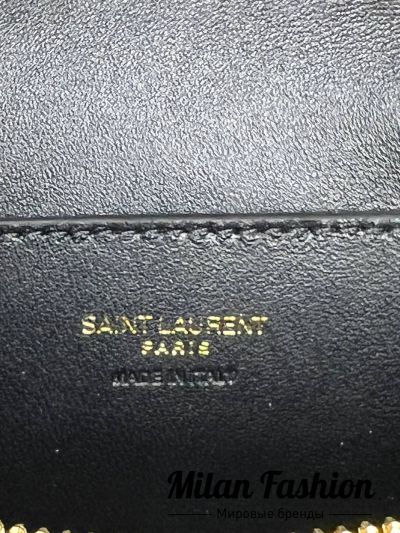 SAINT LAURENT
PARIS
MADE IN ITALY
Milan Fashion
Мировые бренды